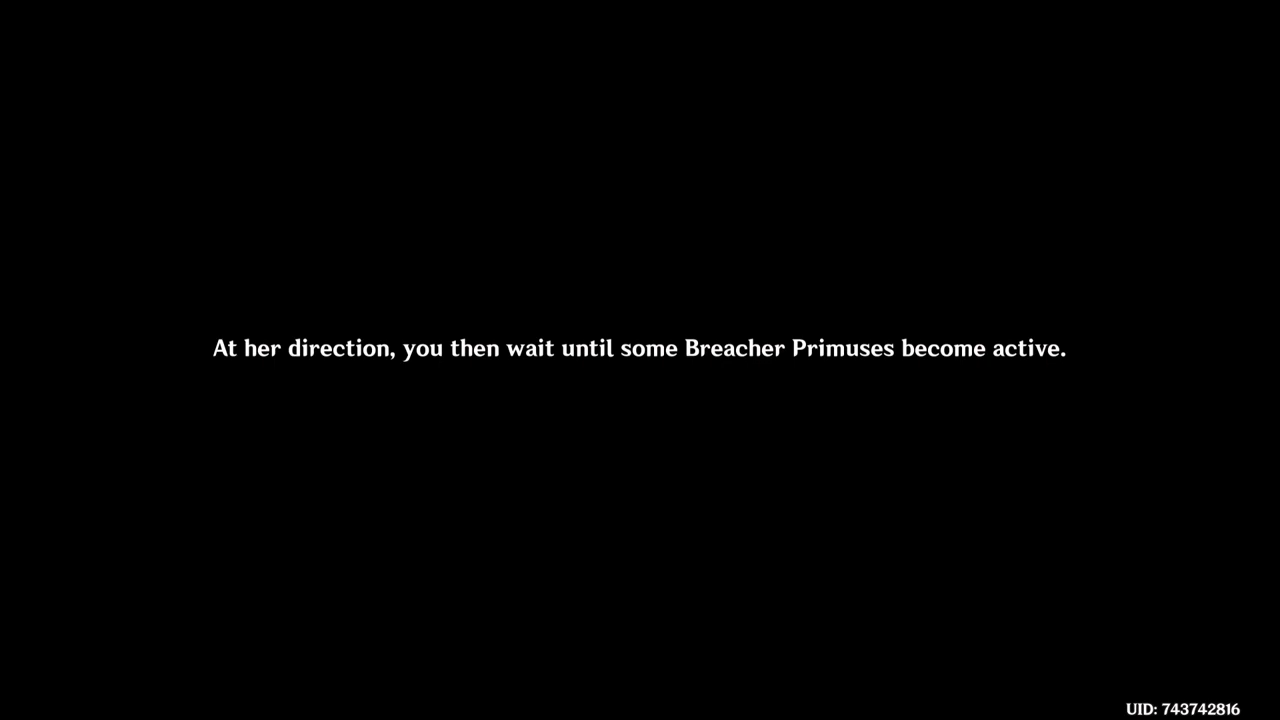 At her direction, you then wait until some Breacher Primuses become active.
UID: 743742816